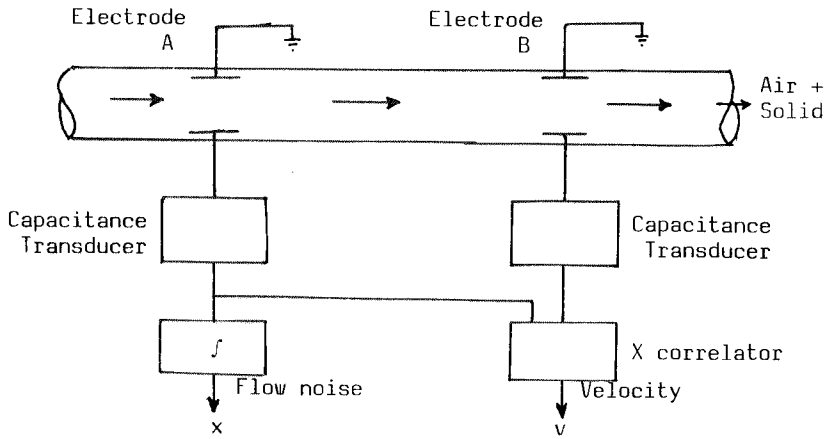 Electrode
A
Electrode
B
Air +
Solid
Capacitance
Transducer
Capacitance
Transducer
∫
X correlator
Flow noise
Velocity
x
v